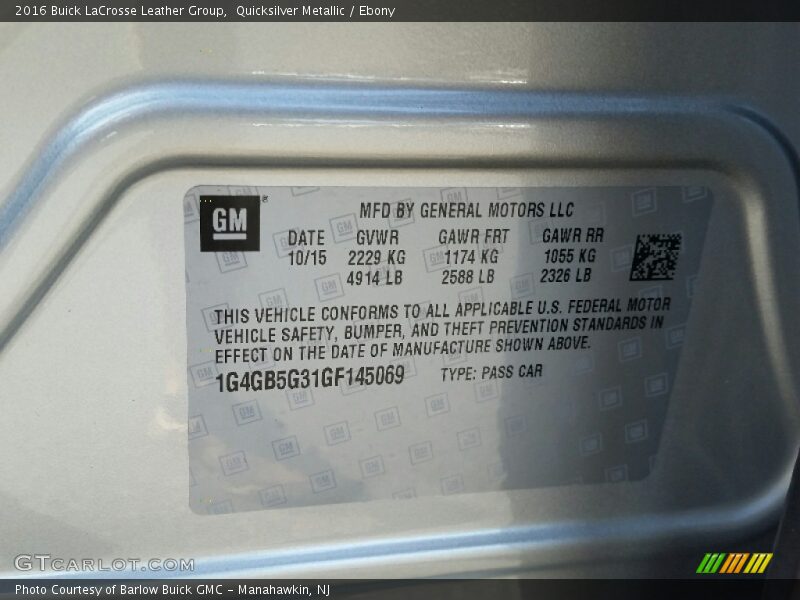 2016 Buick LaCrosse Leather Group,  Quicksilver Metallic / Ebony
GM®
MFD BY GENERAL MOTORS LLC
DATE GVWR GAWR FRT GAWR RR
10/15 2229 KG 1174 KG 1055 KG
4914 LB 2588 LB 2326 LB
THIS VEHICLE CONFORMS TO ALL APPLICABLE U.S. FEDERAL MOTOR
VEHICLE SAFETY, BUMPER, AND THEFT PREVENTION STANDARDS IN
EFFECT ON THE DATE OF MANUFACTURE SHOWN ABOVE.
1G4GB5G31GF145069 TYPE: PASS CAR
GTCARLOT.COM
Photo Courtesy of Barlow Buick GMC - Manahawkin, NJ